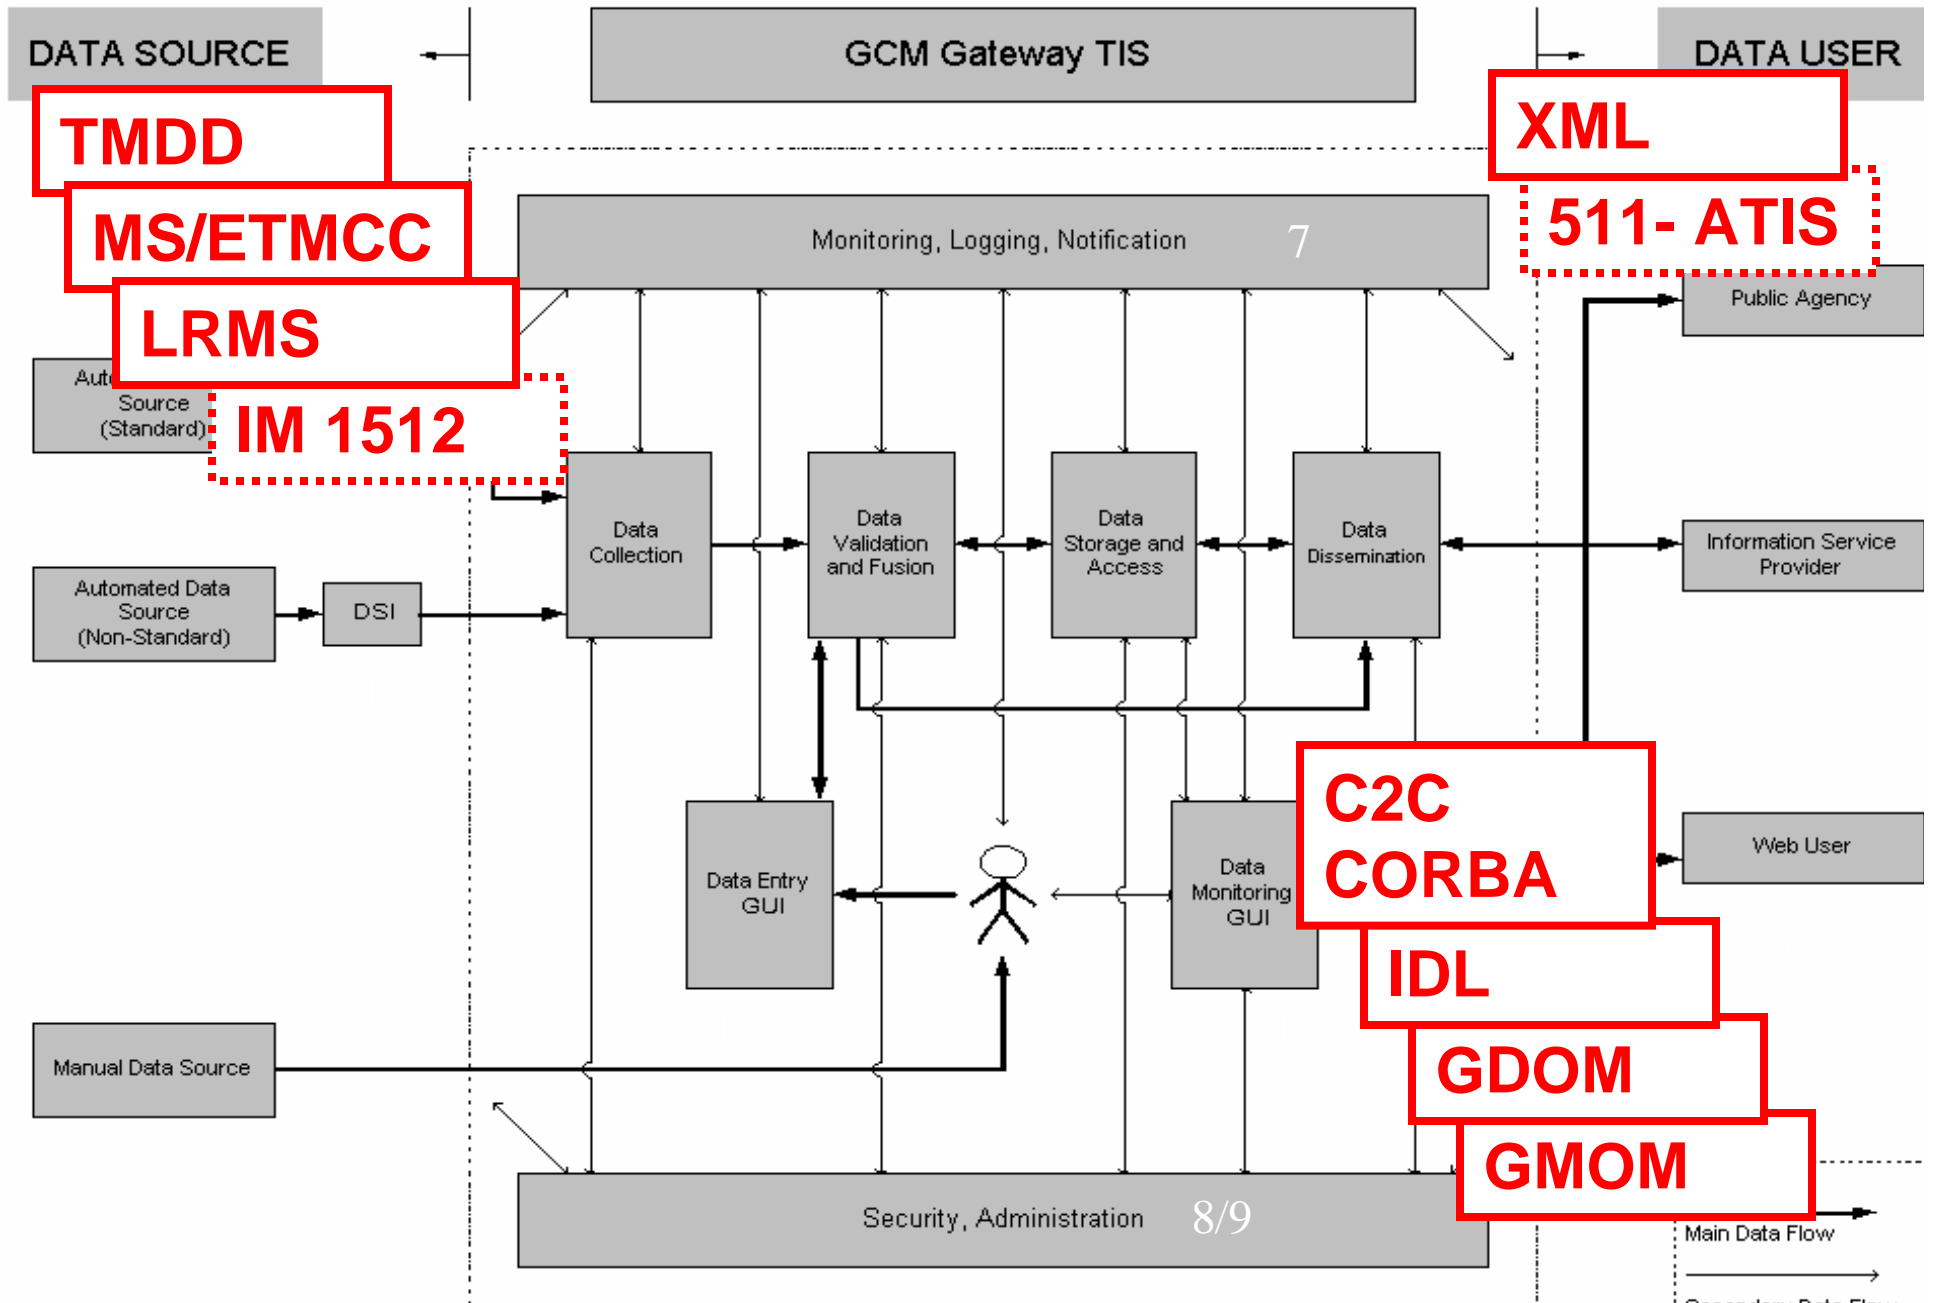 DATA SOURCE
GCM Gateway TIS
DATA USER
TMDD
MS/ETMCC
LRMS
IM 1512
XML
511- ATIS
Monitoring, Logging, Notification 7
Public Agency
Source
(Standard)
Data
Collection
Data
Validation
and Fusion
Data
Storage and
Access
Data
Dissemination
Information Service
Provider
Automated Data
Source
(Non-Standard)
DSI
Data Entry
GUI
Data
Monitoring
GUI
C2C
CORBA
Web User
IDL
GDOM
GMOM
Manual Data Source
Security, Administration 8/9
Main Data Flow